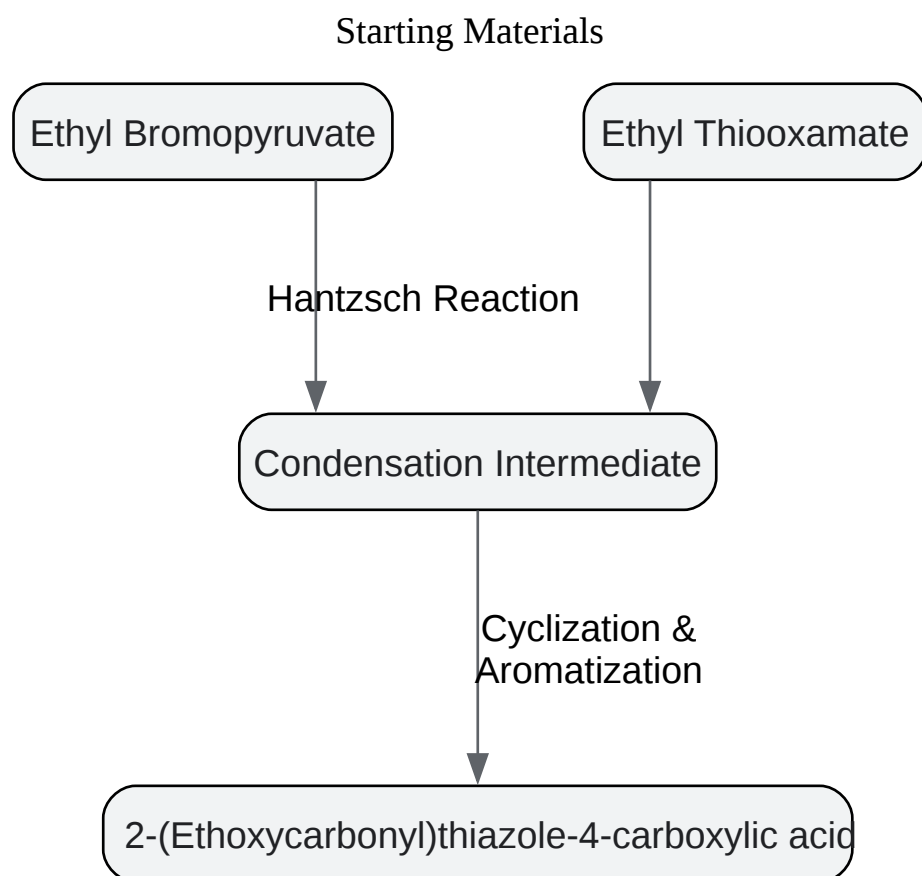 Starting Materials
Ethyl Bromopyruvate
Ethyl Thiooxamate
Hantzsch Reaction
Condensation Intermediate
Cyclization &
Aromatization
2-(Ethoxycarbonyl)thiazole-4-carboxylic acid